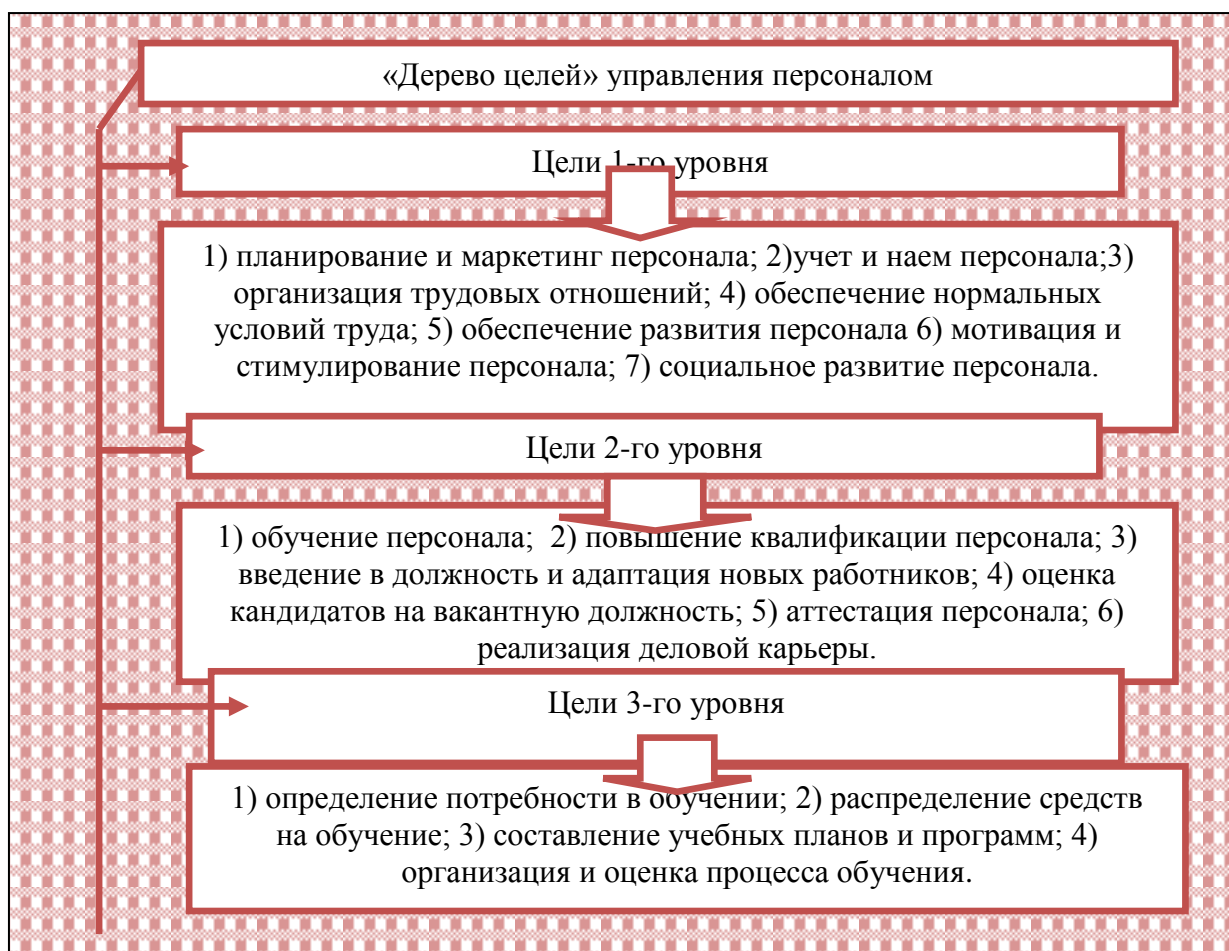 «Дерево целей» управления персоналом
Цели 1-го уровня
1) планирование и маркетинг персонала; 2)учет и наем персонала;3)
организация трудовых отношений; 4) обеспечение нормальных
условий труда; 5) обеспечение развития персонала 6) мотивация и
стимулирование персонала; 7) социальное развитие персонала.
Цели 2-го уровня
1) обучение персонала;  2) повышение квалификации персонала; 3)
введение в должность и адаптация новых работников; 4) оценка
кандидатов на вакантную должность; 5) аттестация персонала; 6)
реализация деловой карьеры.
Цели 3-го уровня
1) определение потребности в обучении; 2) распределение средств
на обучение; 3) составление учебных планов и программ; 4)
организация и оценка процесса обучения.